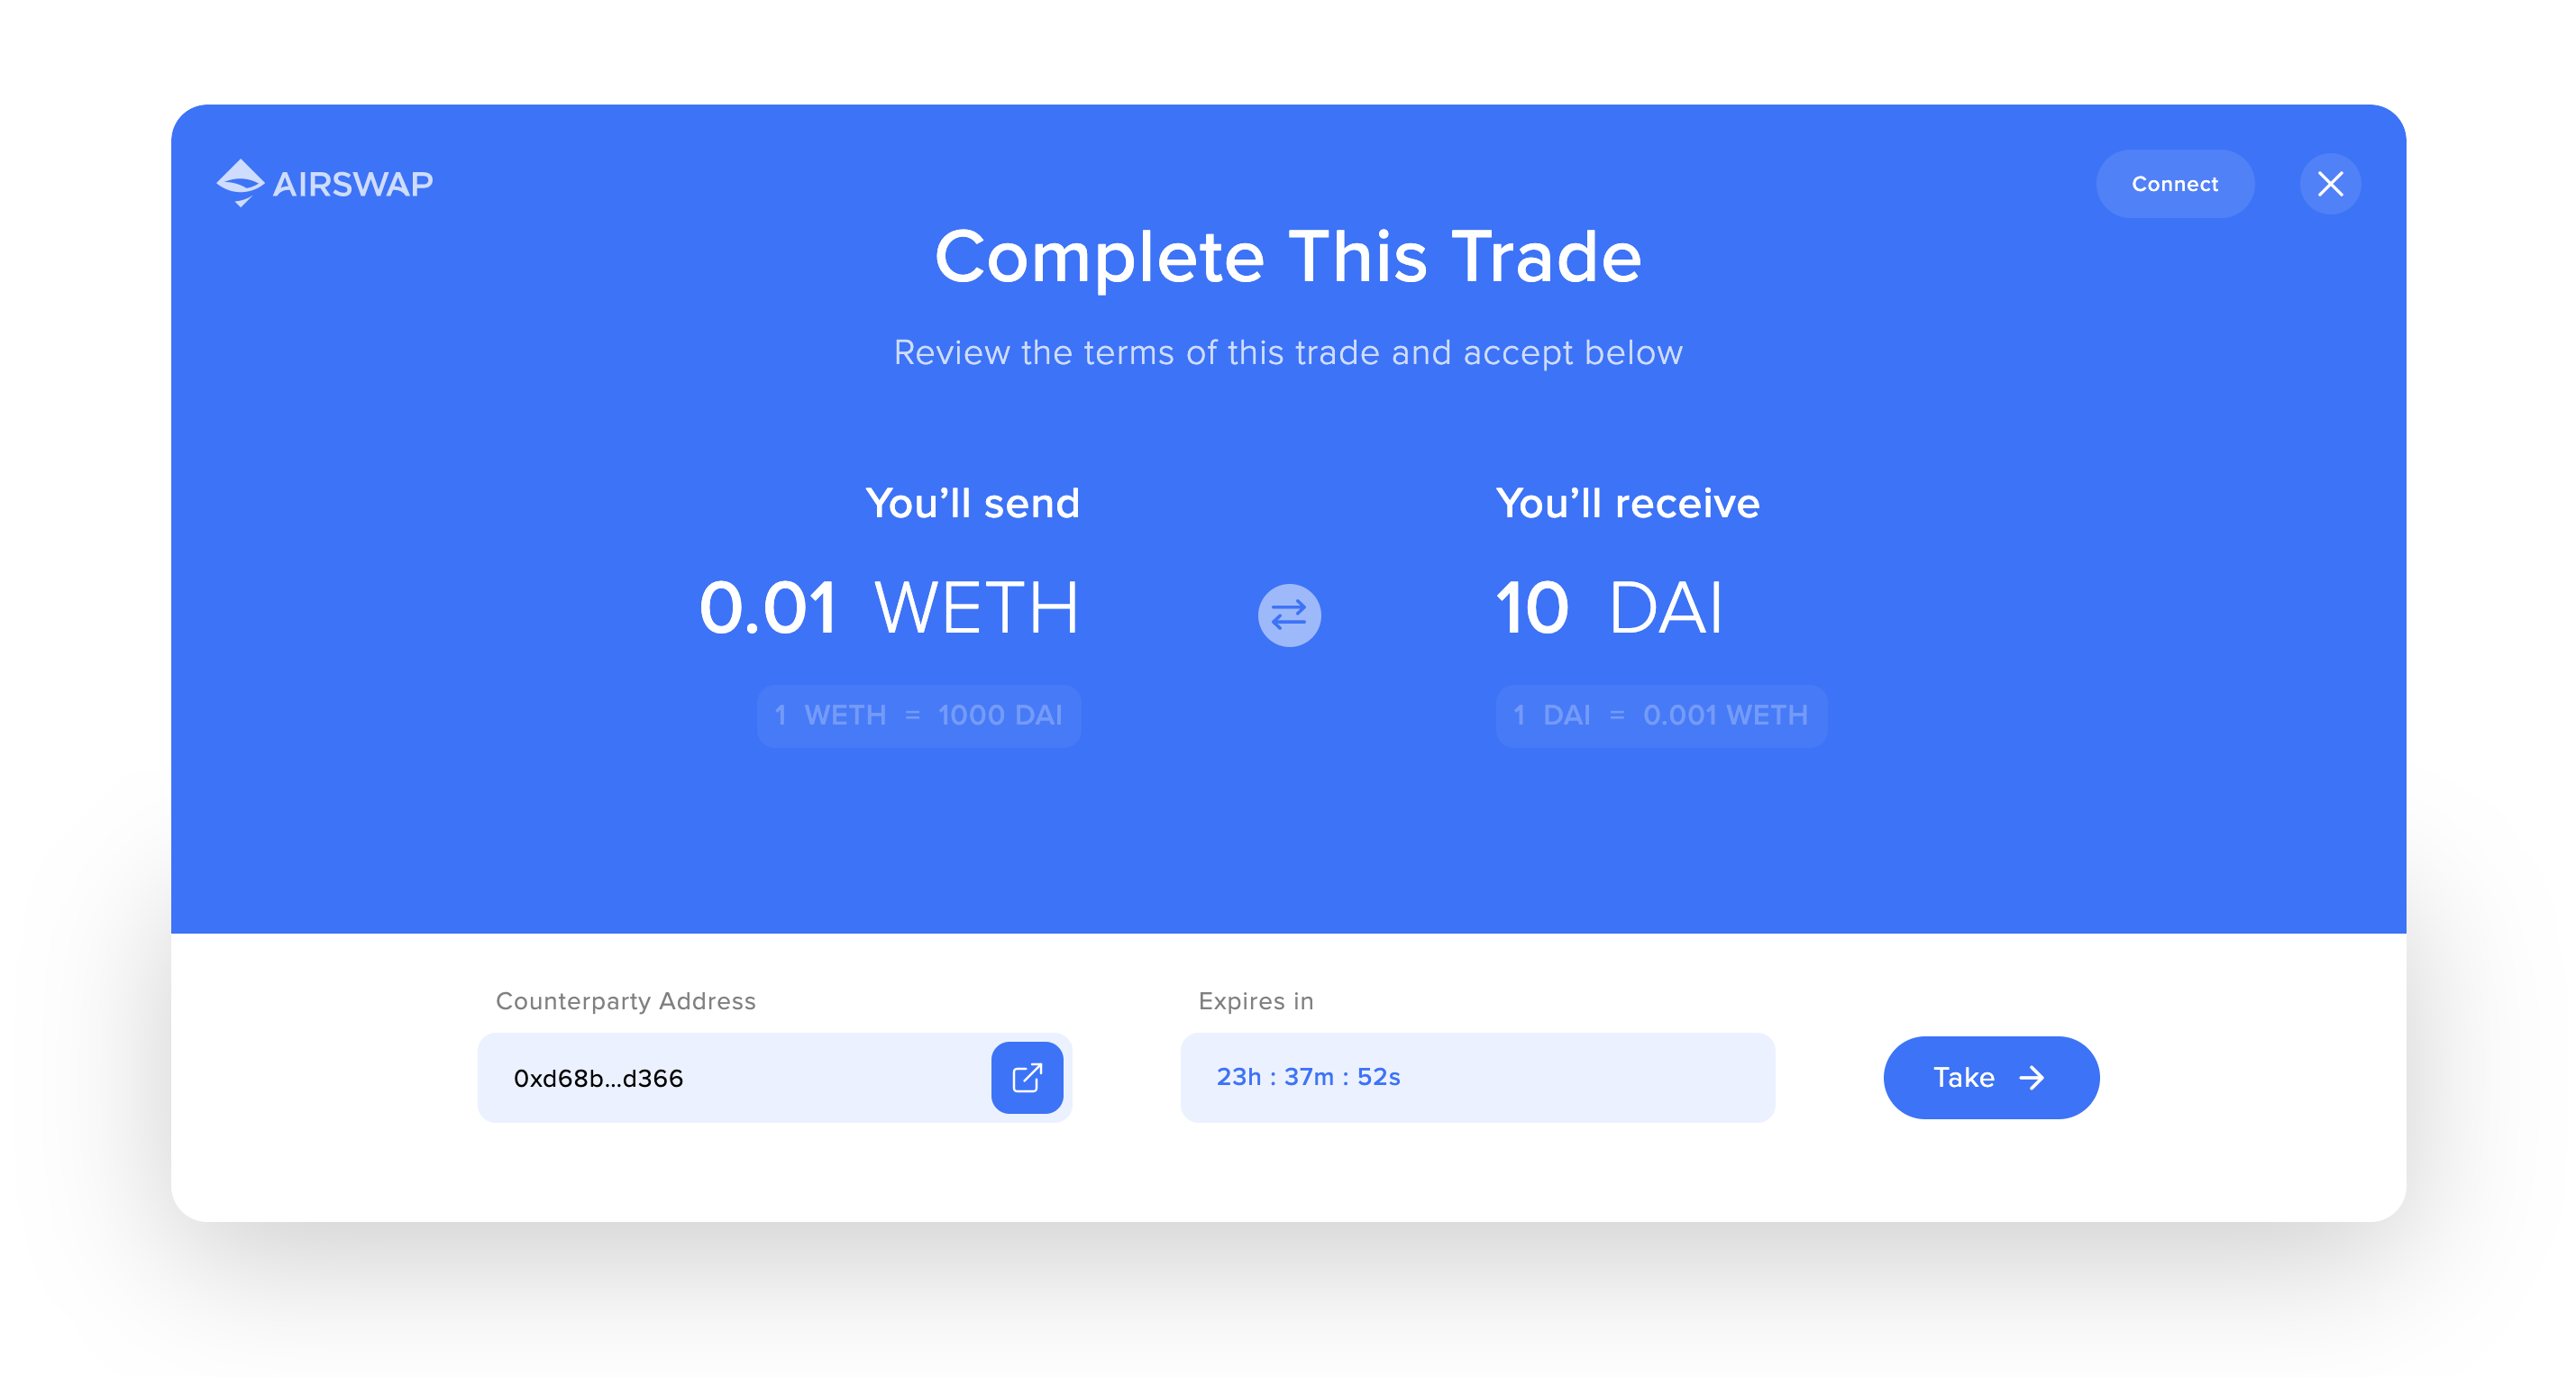 AIRSWAP
Connect
Complete This Trade
Review the terms of this trade and accept below
You’ll send
0.01 WETH
1 WETH = 1000 DAI
You’ll receive
10 DAI
1 DAI = 0.001 WETH
Counterparty Address
0xd68b...d366
Expires in
23h : 37m : 52s
Take